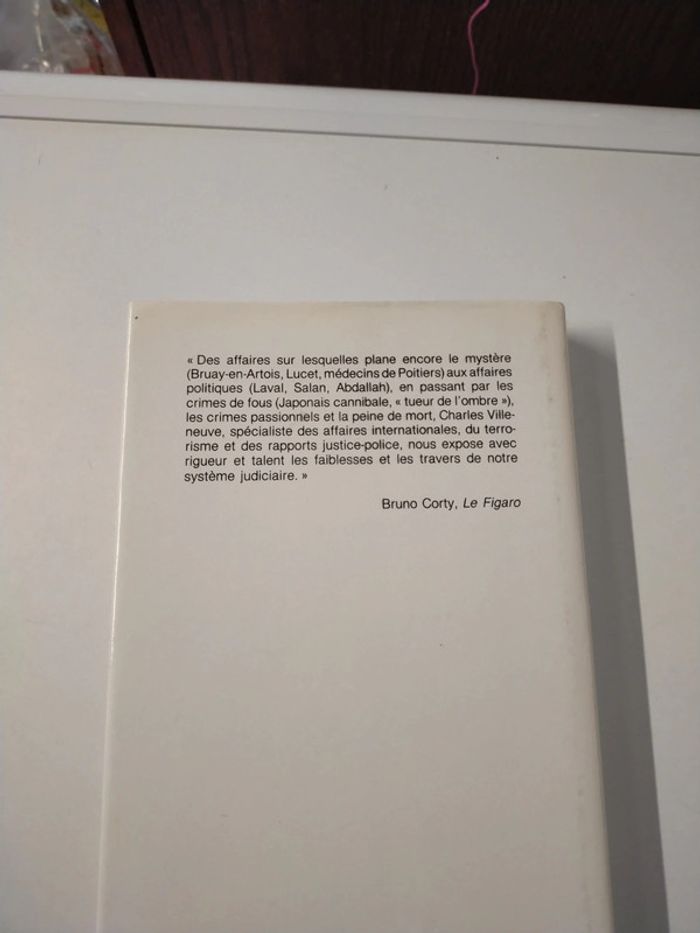 « Des affaires sur lesquelles plane encore le mystère
(Bruay-en-Artois, Lucet, médecins de Poitiers) aux affaires
politiques (Laval, Salan, Abdallah), en passant par les
crimes de fous (Japonais cannibale, « tueur de l'ombre »),
les crimes passionnels et la peine de mort, Charles Ville-
neuve, spécialiste des affaires internationales, du terro-
risme et des rapports justice-police, nous expose avec
rigueur et talent les faiblesses et les travers de notre
système judiciaire. »
Bruno Corty, Le Figaro